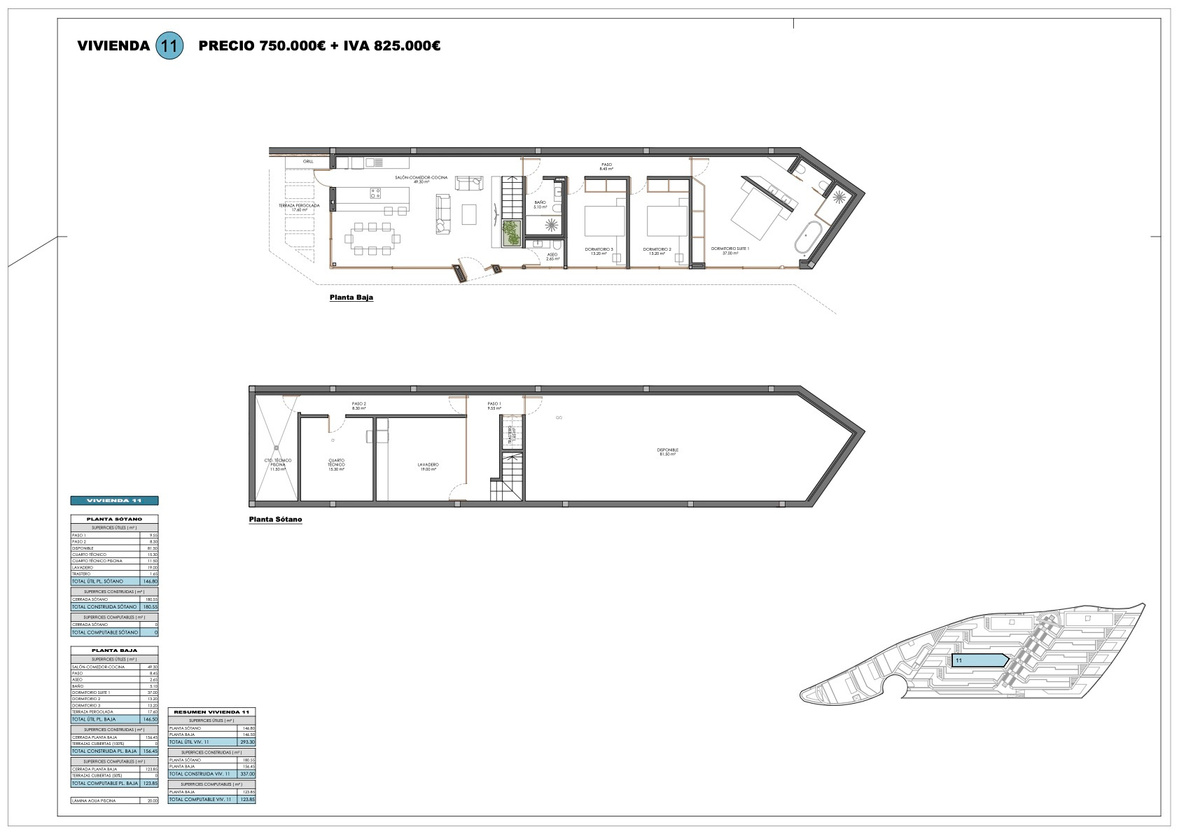 VIVIENDA 11 PRECIO 750.000€ + IVA 825.000€
GRILL
SALÓN-COMEDOR-COCINA
49.30 m²
TERRAZA PERGOLADA
17.60 m²
PASO
8.45 m²
BAÑO
5.10 m²
ASEO
2.65 m²
DORMITORIO 3
13.20 m²
DORMITORIO 2
13.20 m²
DORMITORIO SUITE 1
37.00 m²
Planta Baja
PASO 2
8.30 m²
PASO 1
9.55 m²
TRASTERO
CTO. TÉCNICO
PISCINA
11.50 m²
CUARTO
TÉCNICO
15.30 m²
LAVADERO
19.00 m²
DISPONIBLE
81.50 m²
Planta Sótano
VIVIENDA 11
PLANTA SÓTANO
SUPERFICIES ÚTILES ( m² )
PASO 1 9.55
PASO 2 8.30
DISPONIBLE 81.50
CUARTO TÉCNICO 15.30
CUARTO TÉCNICO PISCINA 11.50
LAVADERO 19.00
TRASTERO 1.65
TOTAL ÚTIL PL. SÓTANO 146.80
SUPERFICIES CONSTRUIDAS ( m² )
CERRADA SÓTANO 180.55
TOTAL CONSTRUIDA SÓTANO 180.55
SUPERFICIES COMPUTABLES ( m² )
CERRADA SÓTANO 0
TOTAL COMPUTABLE SÓTANO 0
PLANTA BAJA
SUPERFICIES ÚTILES ( m² )
SALÓN-COMEDOR-COCINA 49.30
PASO 8.45
ASEO 2.65
BAÑO 5.10
DORMITORIO SUITE 1 37.00
DORMITORIO 2 13.20
DORMITORIO 3 13.20
TERRAZA PERGOLADA 17.60
TOTAL ÚTIL PL. BAJA 146.50
SUPERFICIES CONSTRUIDAS ( m² )
CERRADA PLANTA BAJA 156.45
TERRAZAS CUBIERTAS (100%) 0
TOTAL CONSTRUIDA PL. BAJA 156.45
SUPERFICIES COMPUTABLES ( m² )
CERRADA PLANTA BAJA 123.85
TERRAZAS CUBIERTAS (50%) 0
TOTAL COMPUTABLE PL. BAJA 123.85
LÁMINA AGUA PISCINA 20.00
RESUMEN VIVIENDA 11
SUPERFICIES ÚTILES ( m² )
PLANTA SÓTANO 146.80
PLANTA BAJA 146.50
TOTAL ÚTIL VIV. 11 293.30
SUPERFICIES CONSTRUIDAS ( m² )
PLANTA SÓTANO 180.55
PLANTA BAJA 156.45
TOTAL CONSTRUIDA VIV. 11 337.00
SUPERFICIES COMPUTABLES ( m² )
PLANTA BAJA 123.85
TOTAL COMPUTABLE VIV. 11 123.85
11